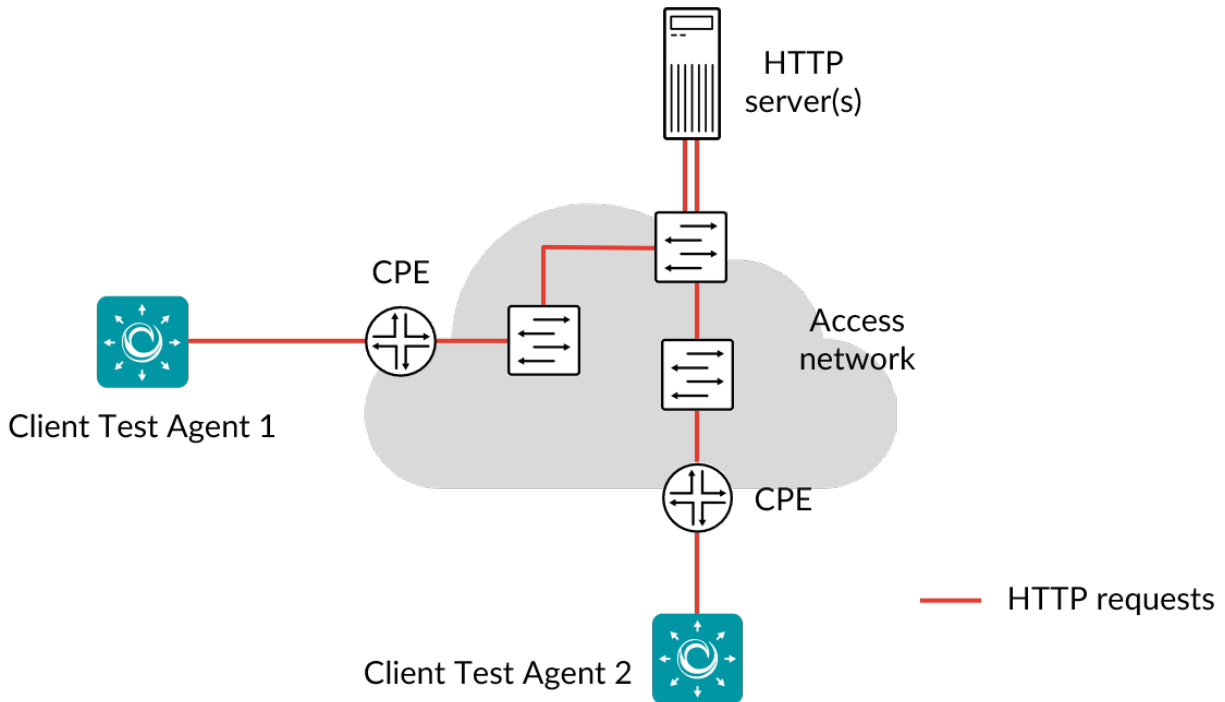 HTTP
server(s)
CPE
Access
network
Client Test Agent 1
CPE
HTTP requests
Client Test Agent 2